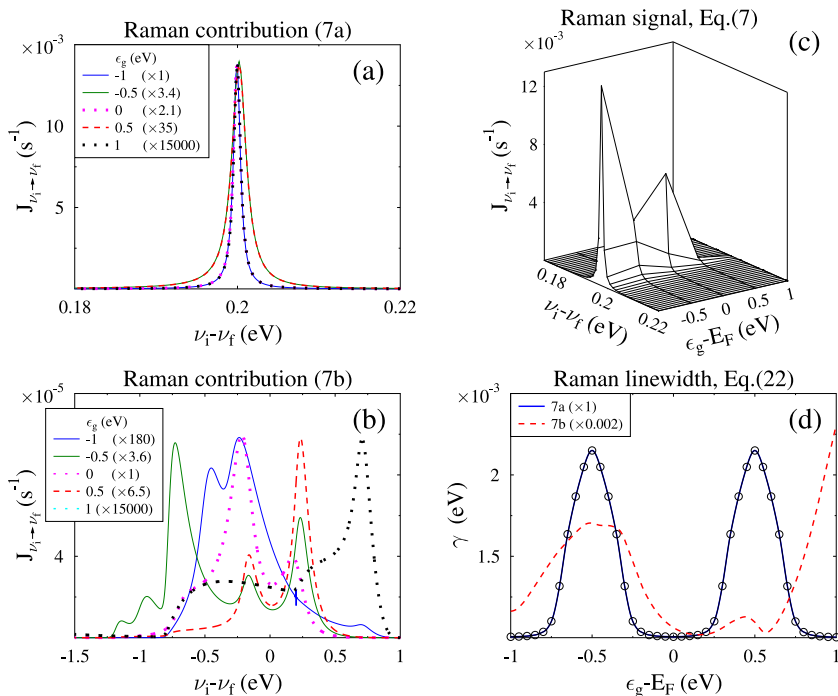 Raman contribution (7a)
×10⁻³
(a)
ϵg (eV)
-1 (×1)
-0.5 (×3.4)
0 (×2.1)
0.5 (×35)
1 (×15000)
10
5
Jνi→νf (s⁻¹)
0.18 0.2 0.22
νi-νf (eV)
Raman signal, Eq.(7)
×10⁻³
(c)
12
8
4
Jνi→νf (s⁻¹)
0.18
0.2
0.22
νi-νf (eV)
-0.5
0
0.5
1
ϵg-EF (eV)
Raman contribution (7b)
×10⁻⁵
(b)
ϵg (eV)
-1 (×180)
-0.5 (×3.6)
0 (×1)
0.5 (×6.5)
1 (×15000)
4
Jνi→νf (s⁻¹)
-1.5 -1 -0.5 0 0.5 1
νi-νf (eV)
Raman linewidth, Eq.(22)
×10⁻³
(d)
7a (×1)
7b (×0.002)
2
1.5
1
γ (eV)
-1 -0.5 0 0.5 1
ϵg-EF (eV)